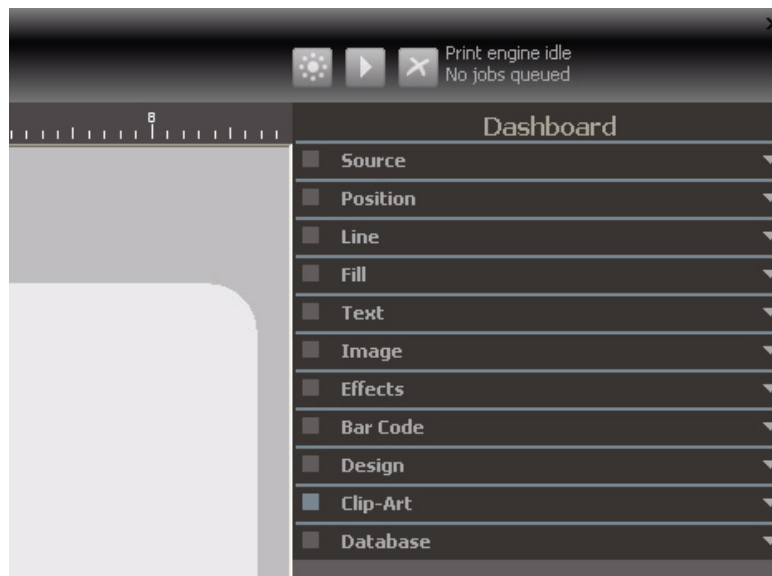 Print engine idle
No jobs queued
8
Dashboard
Source
Position
Line
Fill
Text
Image
Effects
Bar Code
Design
Clip-Art
Database